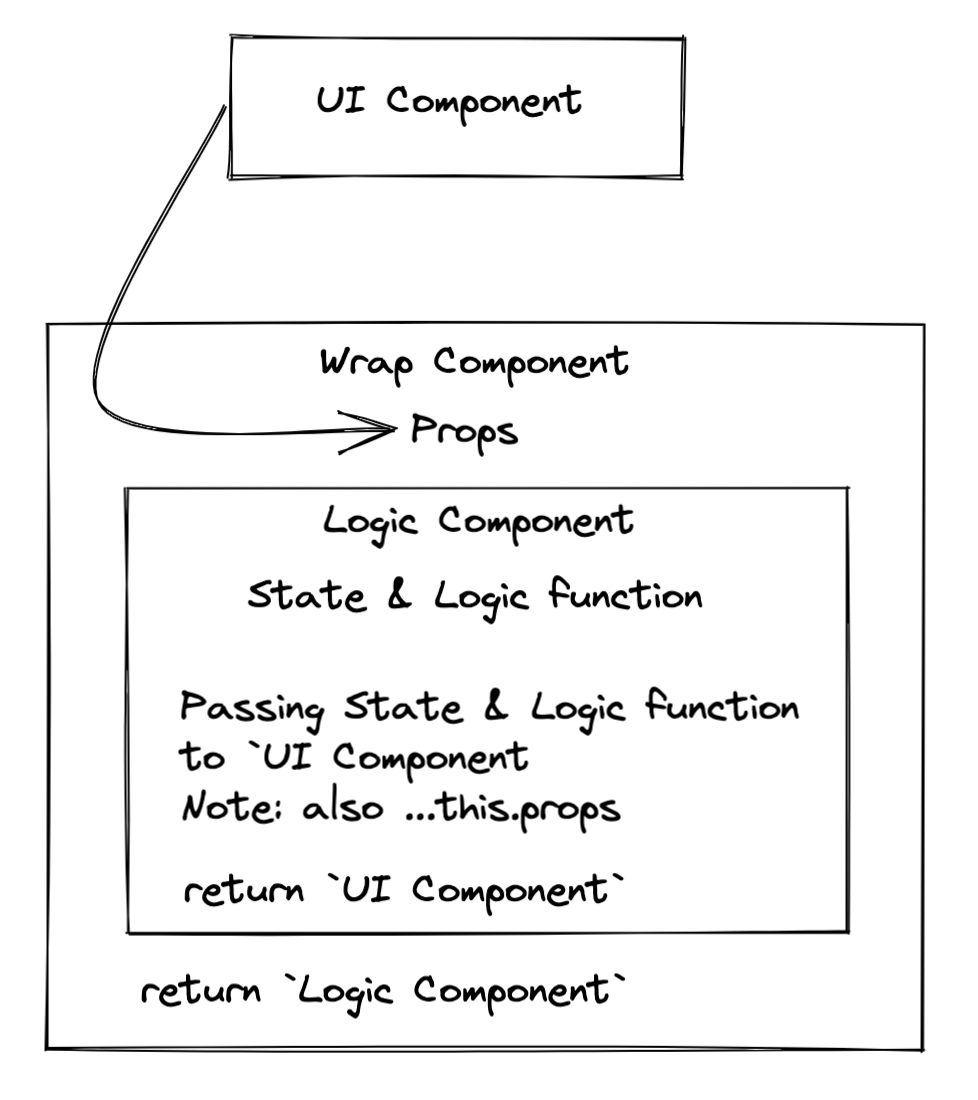 UI Component
Wrap Component
Props
Logic Component
State & Logic function
Passing State & Logic function
to `UI Component
Note: also ...this.props
return `UI Component`
return `Logic Component`